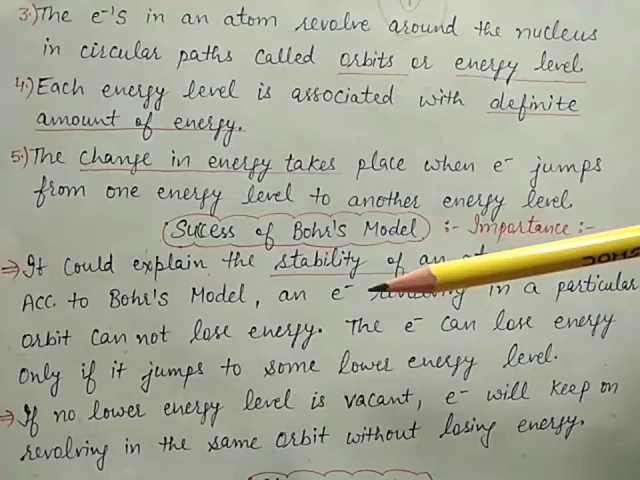 3.) The e⁻'s in an atom revolve around the nucleus
in circular paths called orbits or energy level.
4.) Each energy level is associated with definite
amount of energy.
5.) The change in energy takes place when e⁻ jumps
from one energy level to another energy level.
Sucess of Bohr's Model :- Importance :-
⇒ It could explain the stability of an
Acc. to Bohr's Model, an e⁻ in a particular
orbit can not lose energy. The e⁻ can lose energy
only if it jumps to some lower energy level.
⇒ If no lower energy level is vacant, e⁻ will keep on
revolving in the same orbit without losing energy.
DOMS